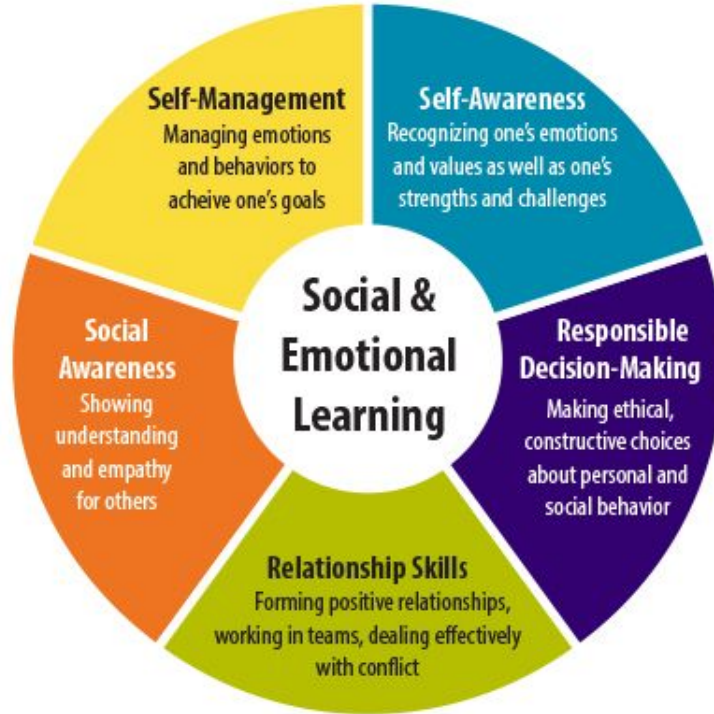 Self-Management
Managing emotions
and behaviors to
acheive one's goals
Self-Awareness
Recognizing one's emotions
and values as well as one's
strengths and challenges
Social &
Emotional
Learning
Social
Awareness
Showing
understanding
and empathy
for others
Responsible
Decision-Making
Making ethical,
constructive choices
about personal and
social behavior
Relationship Skills
Forming positive relationships,
working in teams, dealing effectively
with conflict